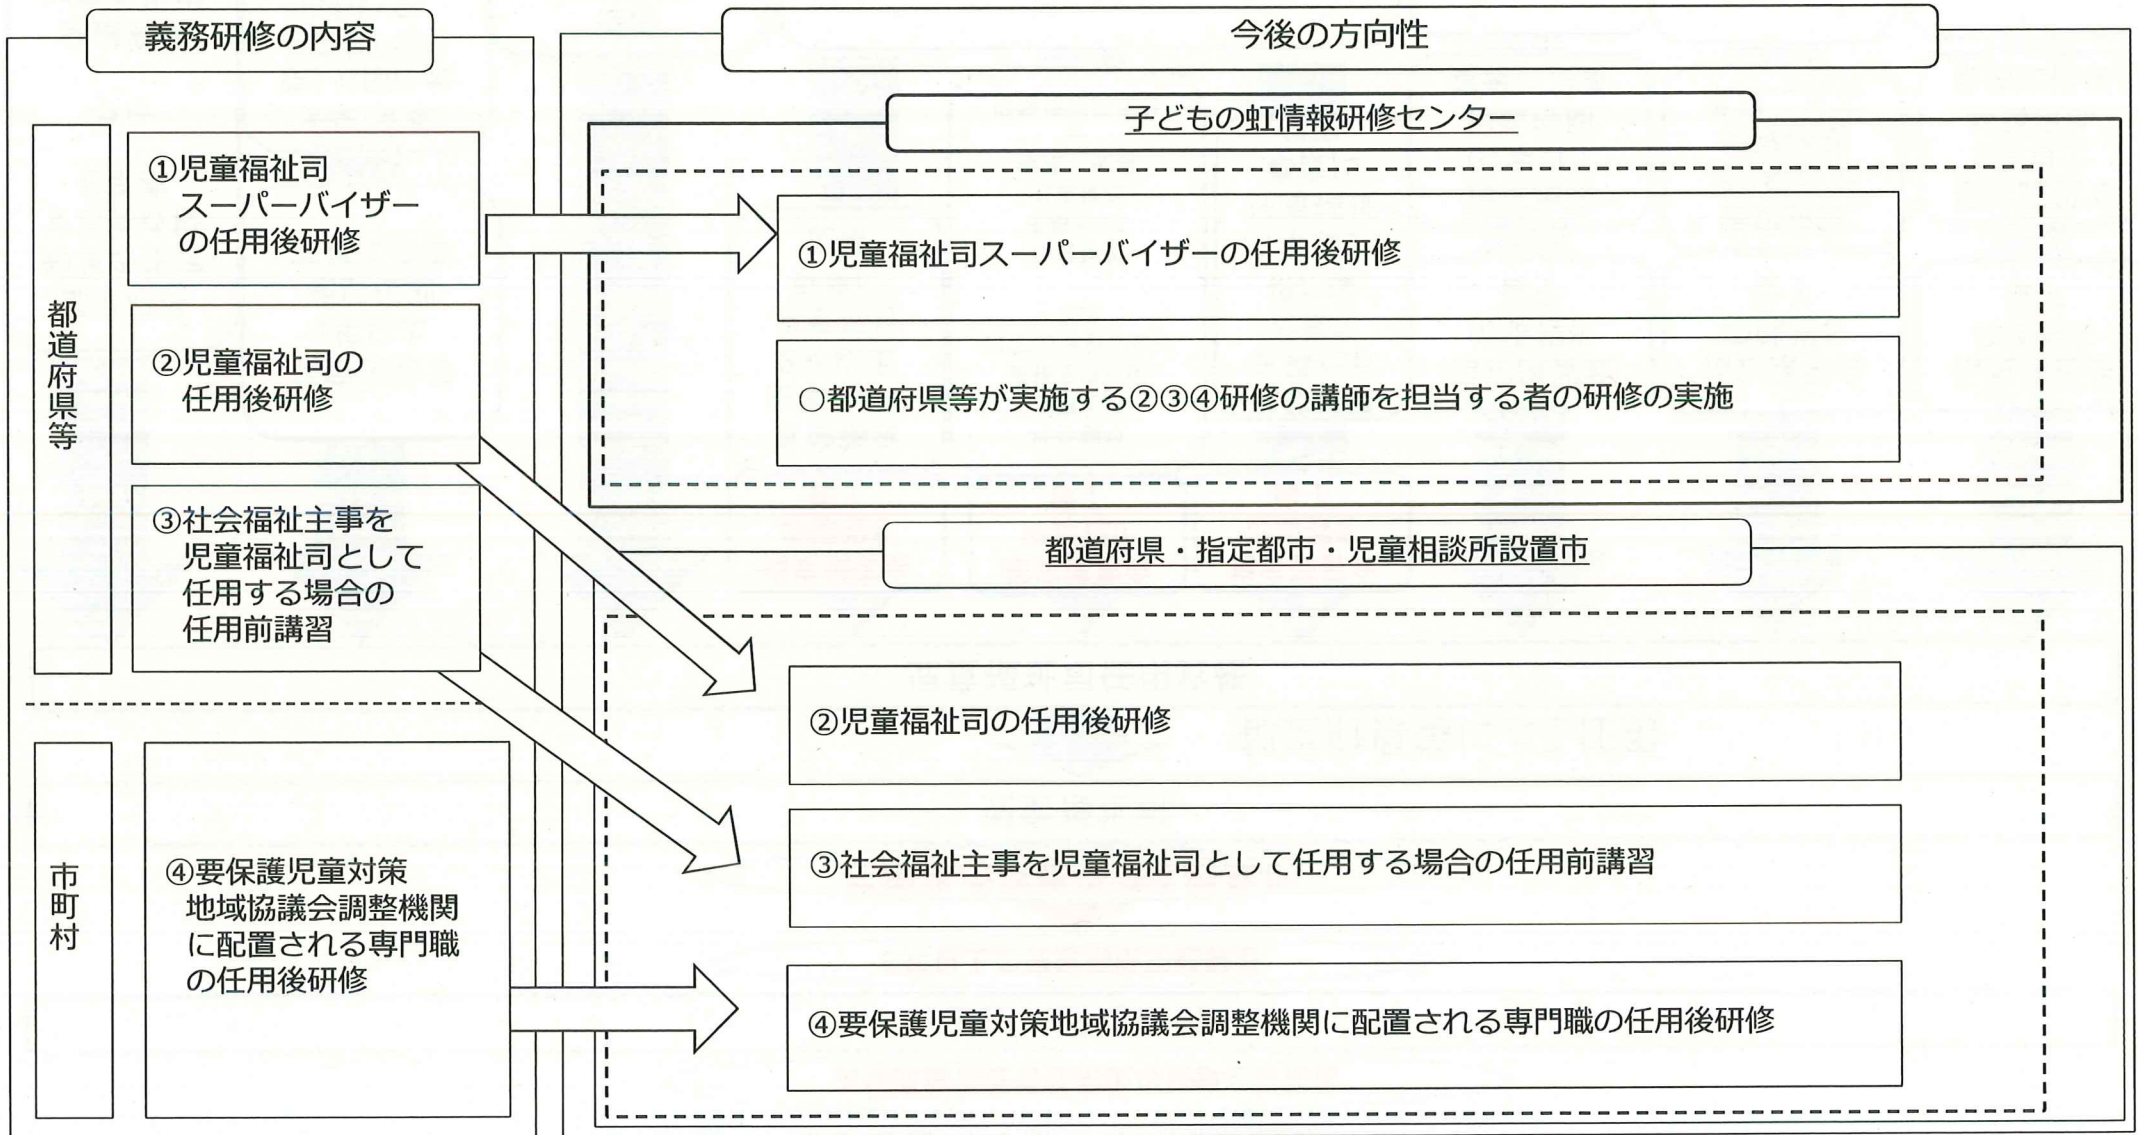 義務研修の内容
都道府県等
①児童福祉司
スーパーバイザー
の任用後研修
②児童福祉司の
任用後研修
③社会福祉主事を
児童福祉司として
任用する場合の
任用前講習
市町村
④要保護児童対策
地域協議会調整機関
に配置される専門職
の任用後研修
今後の方向性
子どもの虹情報研修センター
①児童福祉司スーパーバイザーの任用後研修
○都道府県等が実施する②③④研修の講師を担当する者の研修の実施
都道府県・指定都市・児童相談所設置市
②児童福祉司の任用後研修
③社会福祉主事を児童福祉司として任用する場合の任用前講習
④要保護児童対策地域協議会調整機関に配置される専門職の任用後研修